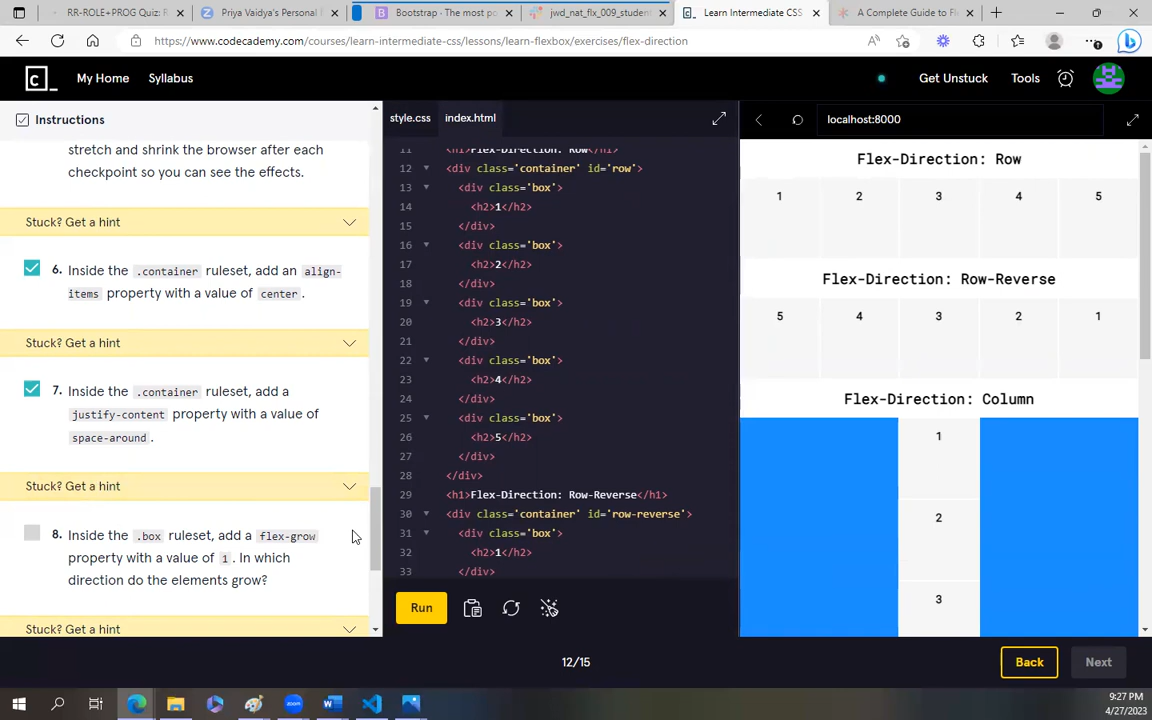 RR-ROLE+PROG Quiz: R
Priya Vaidya's Personal
Bootstrap - The most po
jwd_nat_flx_009_student
Learn Intermediate CSS
A Complete Guide to Fl
https://www.codecademy.com/courses/learn-intermediate-css/lessons/learn-flexbox/exercises/flex-direction
c_
My Home
Syllabus
Get Unstuck
Tools
Instructions
stretch and shrink the browser after each
checkpoint so you can see the effects.
Stuck? Get a hint
6. Inside the .container ruleset, add an align-
items property with a value of center.
Stuck? Get a hint
7. Inside the .container ruleset, add a
justify-content property with a value of
space-around.
Stuck? Get a hint
8. Inside the .box ruleset, add a flex-grow
property with a value of 1. In which
direction do the elements grow?
Stuck? Get a hint
style.css index.html
11 <h1>Flex-Direction: Row</h1>
12 <div class='container' id='row'>
13 <div class='box'>
14 <h2>1</h2>
15 </div>
16 <div class='box'>
17 <h2>2</h2>
18 </div>
19 <div class='box'>
20 <h2>3</h2>
21 </div>
22 <div class='box'>
23 <h2>4</h2>
24 </div>
25 <div class='box'>
26 <h2>5</h2>
27 </div>
28 </div>
29 <h1>Flex-Direction: Row-Reverse</h1>
30 <div class='container' id='row-reverse'>
31 <div class='box'>
32 <h2>1</h2>
33 </div>
Run
localhost:8000
Flex-Direction: Row
1 2 3 4 5
Flex-Direction: Row-Reverse
5 4 3 2 1
Flex-Direction: Column
1
2
3
12/15
Back
Next
9:27 PM
4/27/2023